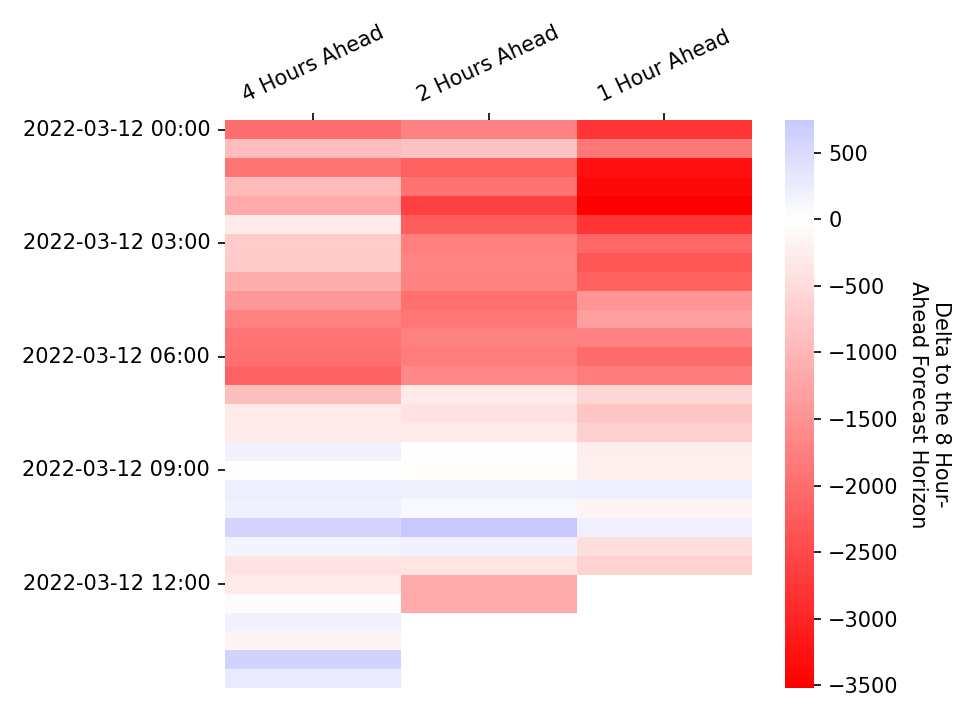 4 Hours Ahead
2 Hours Ahead
1 Hour Ahead
2022-03-12 00:00
2022-03-12 03:00
2022-03-12 06:00
2022-03-12 09:00
2022-03-12 12:00
500
0
−500
−1000
−1500
−2000
−2500
−3000
−3500
Delta to the 8 Hour-
Ahead Forecast Horizon